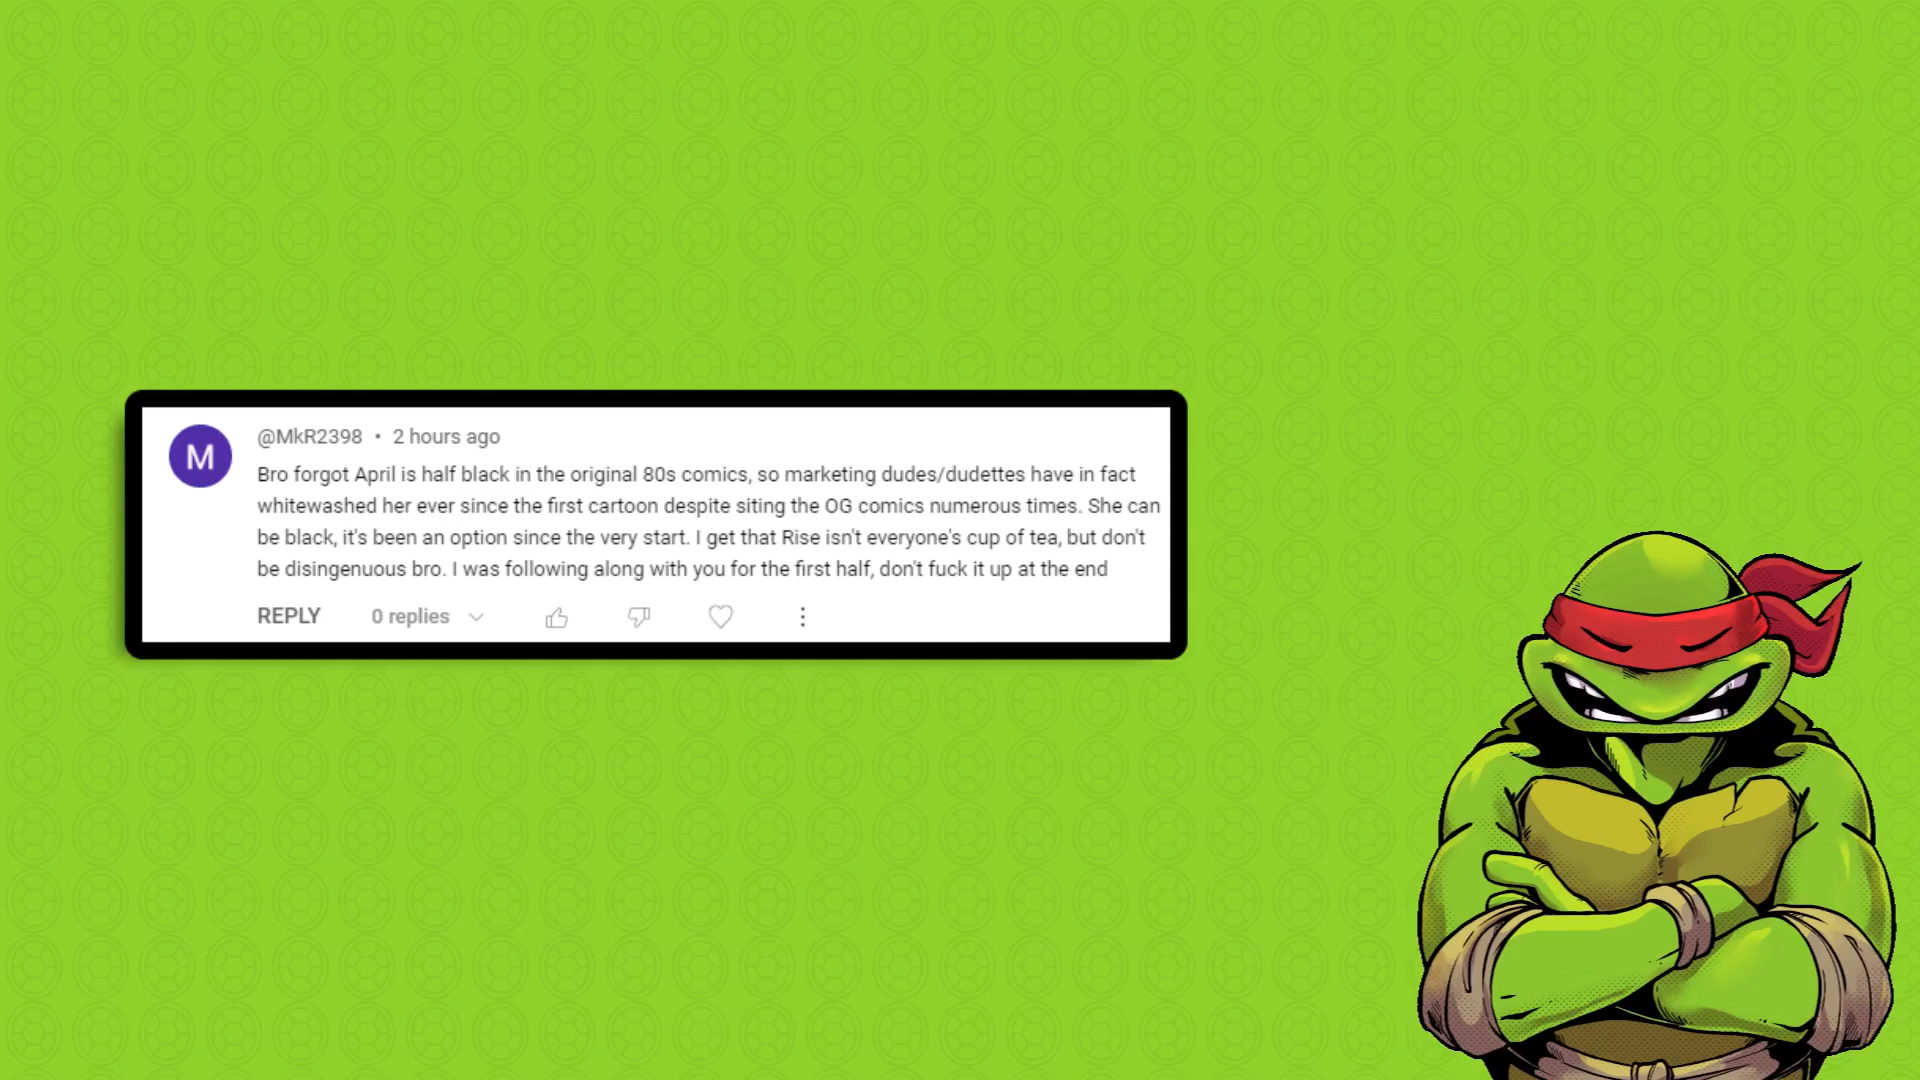 M
@MkR2398 • 2 hours ago
Bro forgot April is half black in the original 80s comics, so marketing dudes/dudettes have in fact
whitewashed her ever since the first cartoon despite siting the OG comics numerous times. She can
be black, it's been an option since the very start. I get that Rise isn't everyone's cup of tea, but don't
be disingenuous bro. I was following along with you for the first half, don't fuck it up at the end
REPLY 0 replies